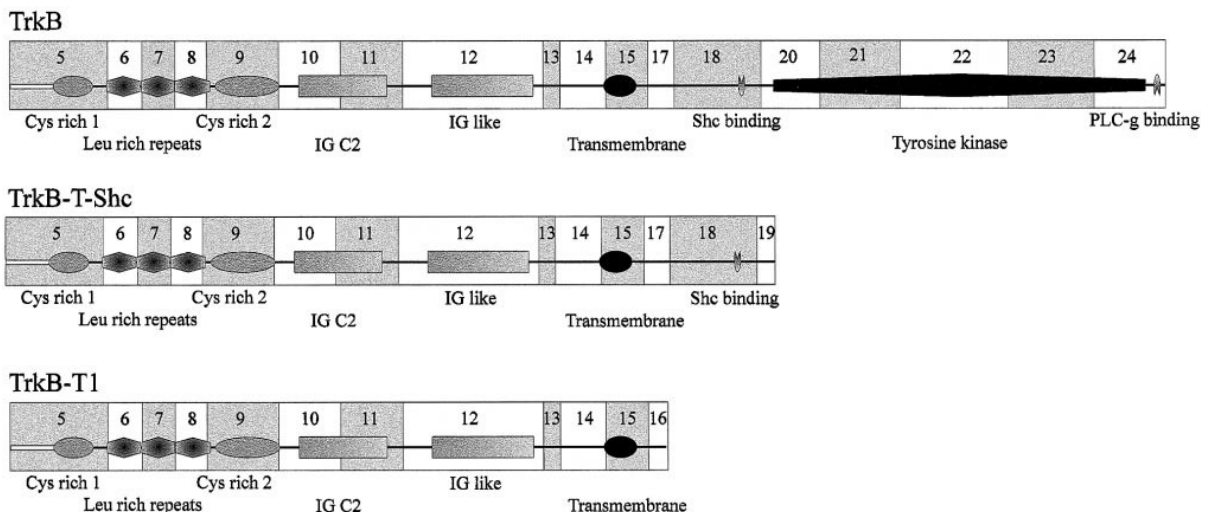 TrkB
5 6 7 8 9 10 11 12 13 14 15 17 18 20 21 22 23 24
Cys rich 1 Cys rich 2 IG like Shc binding PLC-g binding
Leu rich repeats IG C2 Transmembrane Tyrosine kinase
TrkB-T-Shc
5 6 7 8 9 10 11 12 13 14 15 17 18 19
Cys rich 1 Cys rich 2 IG like Shc binding
Leu rich repeats IG C2 Transmembrane
TrkB-T1
5 6 7 8 9 10 11 12 13 14 15 16
Cys rich 1 Cys rich 2 IG like
Leu rich repeats IG C2 Transmembrane